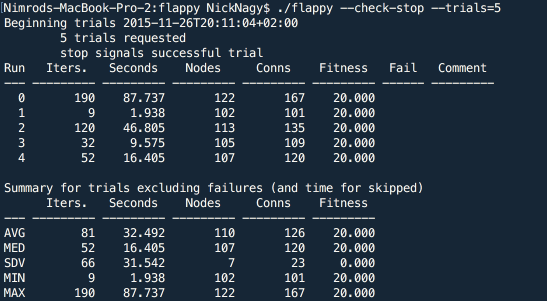 Nimrods-MacBook-Pro-2:flappy NickNagy$ ./flappy --check-stop --trials=5
Beginning trials 2015-11-26T20:11:04+02:00
5 trials requested
stop signals successful trial
Run Iters. Seconds Nodes Conns Fitness Fail Comment
--- --------- --------- --------- --------- --------- ------ ---------
0 190 87.737 122 167 20.000
1 9 1.938 102 101 20.000
2 120 46.805 113 135 20.000
3 32 9.575 105 109 20.000
4 52 16.405 107 120 20.000
Summary for trials excluding failures (and time for skipped)
Iters. Seconds Nodes Conns Fitness
--- --------- --------- --------- --------- ---------
AVG 81 32.492 110 126 20.000
MED 52 16.405 107 120 20.000
SDV 66 31.542 7 23 0.000
MIN 9 1.938 102 101 20.000
MAX 190 87.737 122 167 20.000